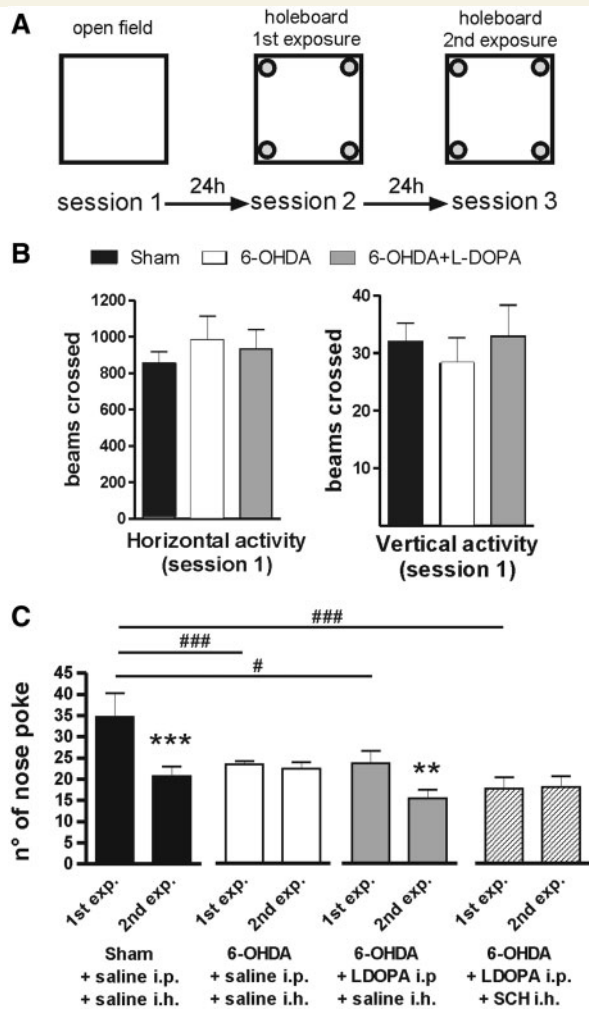 A
open field
holeboard
1st exposure
holeboard
2nd exposure
session 1
24h
session 2
24h
session 3
B
Sham
6-OHDA
6-OHDA+L-DOPA
beams crossed
1200
1000
800
600
400
200
0
Horizontal activity
(session 1)
beams crossed
40
30
20
10
Vertical activity
(session 1)
C
###
###
#
n° of nose poke
45
40
35
30
25
20
15
10
5
0
***
**
1st exp.
2nd exp.
1st exp.
2nd exp.
1st exp.
2nd exp.
1st exp.
2nd exp.
Sham
+ saline i.p.
+ saline i.h.
6-OHDA
+ saline i.p.
+ saline i.h.
6-OHDA
+ LDOPA i.p
+ saline i.h.
6-OHDA
+ LDOPA i.p.
+ SCH i.h.